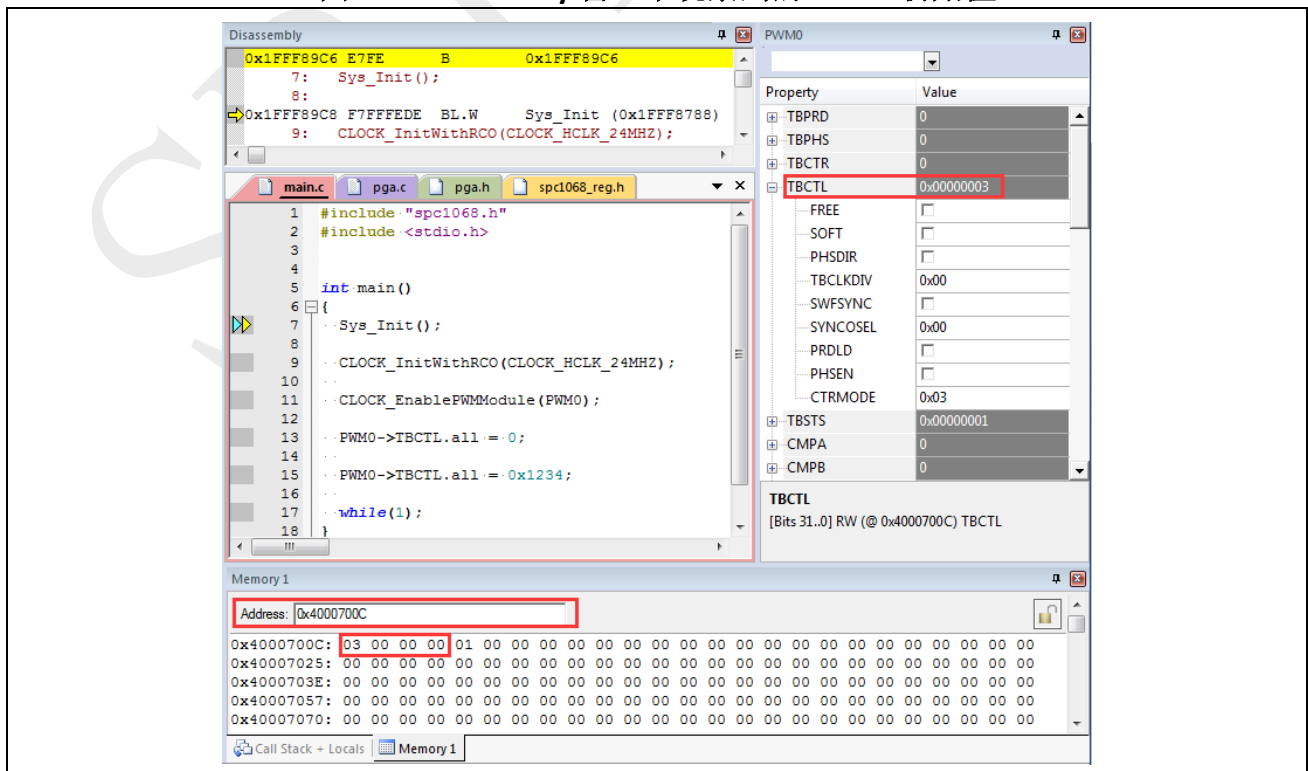 Disassembly
0x1FFF89C6 E7FE B 0x1FFF89C6
7: Sys_Init();
8:
0x1FFF89C8 F7FFFEDE BL.W Sys_Init (0x1FFF8788)
9: CLOCK_InitWithRCO(CLOCK_HCLK_24MHZ);
main.c pga.c pga.h spc1068_reg.h
1 #include "spc1068.h"
2 #include <stdio.h>
3
4
5 int main()
6 {
7 Sys_Init();
8
9 CLOCK_InitWithRCO(CLOCK_HCLK_24MHZ);
10
11 CLOCK_EnablePWMModule(PWM0);
12
13 PWM0->TBCTL.all = 0;
14
15 PWM0->TBCTL.all = 0x1234;
16
17 while(1);
18 }
PWM0
Property Value
TBPRD 0
TBPHS 0
TBCTR 0
TBCTL 0x00000003
FREE
SOFT
PHSDIR
TBCLKDIV 0x00
SWFSYNC
SYNCOSEL 0x00
PRDLD
PHSEN
CTRMODE 0x03
TBSTS 0x00000001
CMPA 0
CMPB 0
TBCTL
[Bits 31..0] RW (@ 0x4000700C) TBCTL
Memory 1
Address: 0x4000700C
0x4000700C: 03 00 00 00 01 00 00 00 00 00 00 00 00 00 00 00 00 00 00 00 00 00 00 00 00
0x40007025: 00 00 00 00 00 00 00 00 00 00 00 00 00 00 00 00 00 00 00 00 00 00 00 00 00
0x4000703E: 00 00 00 00 00 00 00 00 00 00 00 00 00 00 00 00 00 00 00 00 00 00 00 00 00
0x40007057: 00 00 00 00 00 00 00 00 00 00 00 00 00 00 00 00 00 00 00 00 00 00 00 00 00
0x40007070: 00 00 00 00 00 00 00 00 00 00 00 00 00 00 00 00 00 00 00 00 00 00 00 00 00
Call Stack + Locals Memory 1